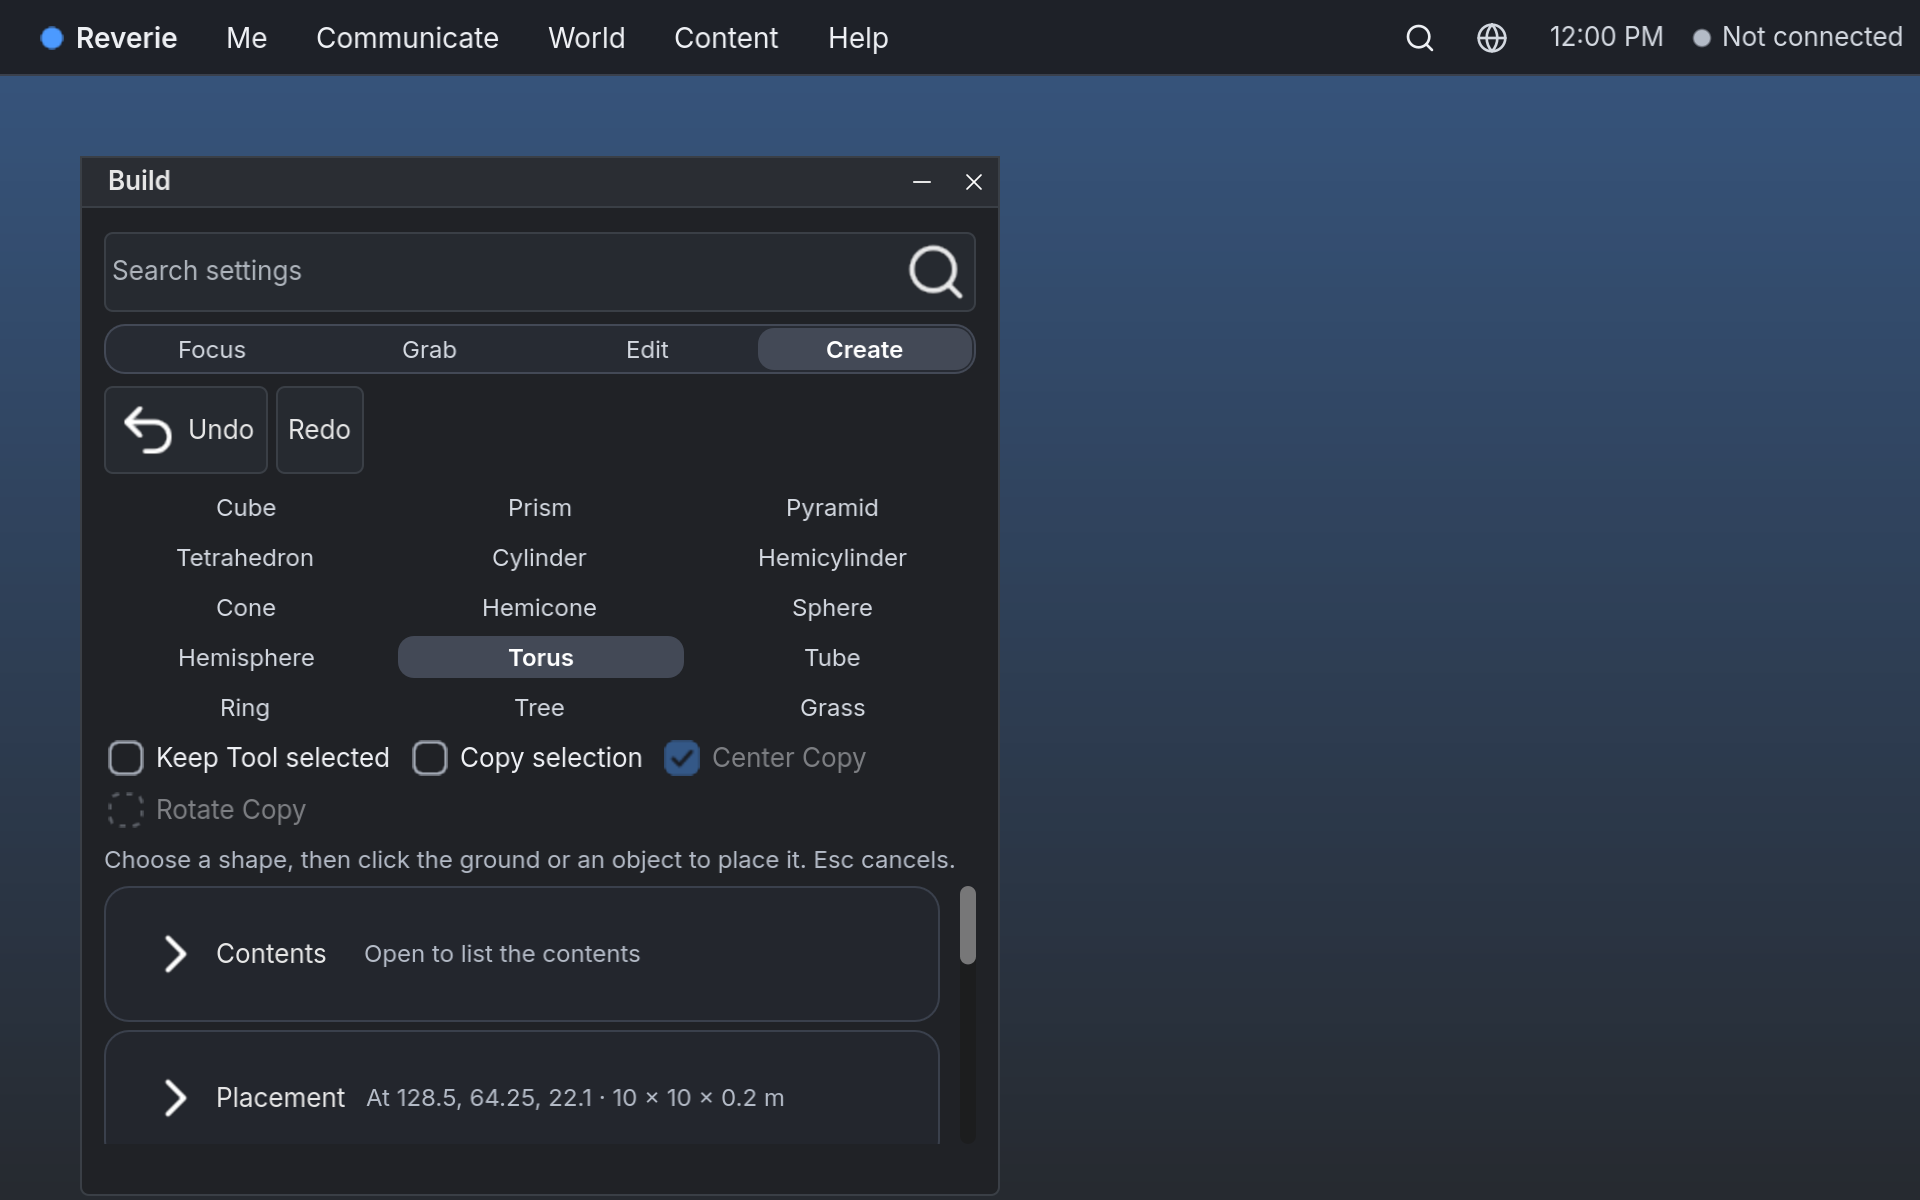 Reverie Me Communicate World Content Help 12:00 PM Not connected
Build
Search settings
Focus Grab Edit Create
Undo Redo
Cube Prism Pyramid
Tetrahedron Cylinder Hemicylinder
Cone Hemicone Sphere
Hemisphere Torus Tube
Ring Tree Grass
Keep Tool selected Copy selection Center Copy
Rotate Copy
Choose a shape, then click the ground or an object to place it. Esc cancels.
Contents Open to list the contents
Placement At 128.5, 64.25, 22.1 · 10 × 10 × 0.2 m